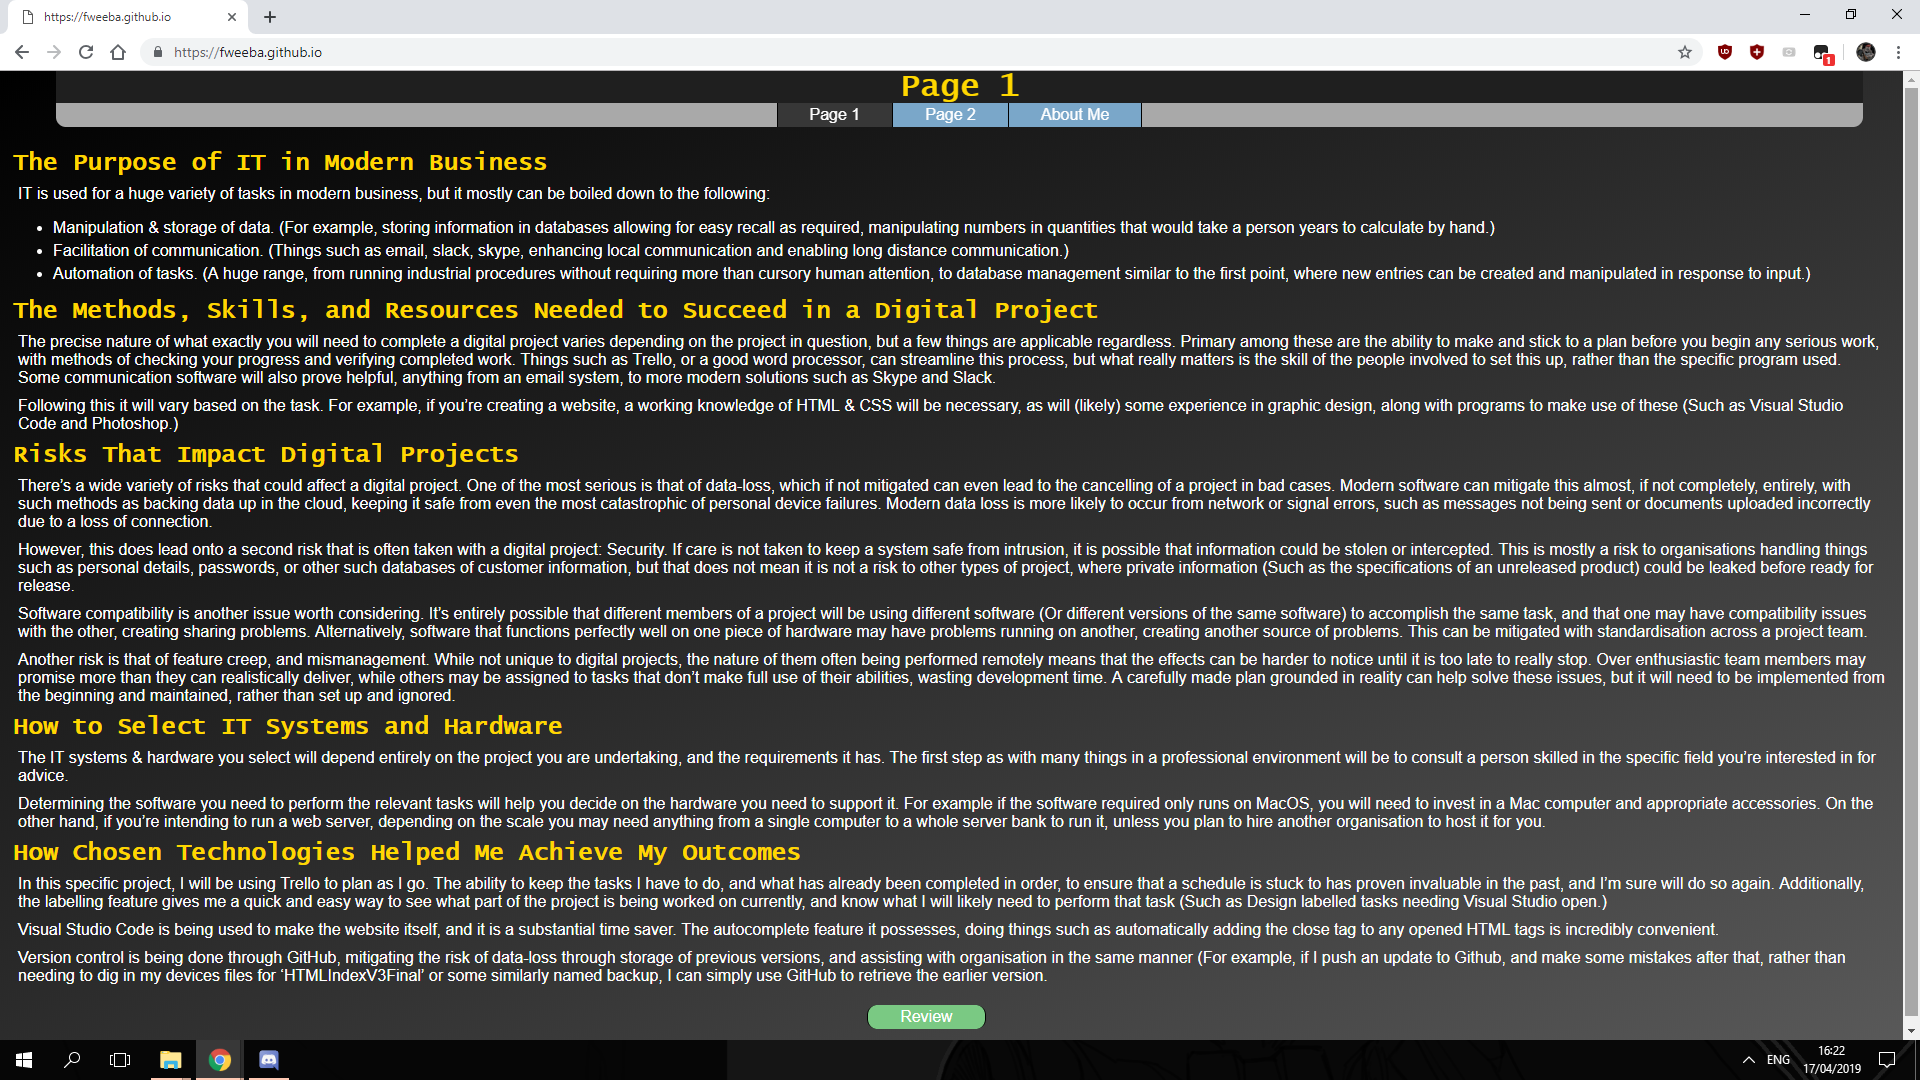 https://fweeba.github.io
https://fweeba.github.io
1
Page 1
Page 1
Page 2
About Me
The Purpose of IT in Modern Business
IT is used for a huge variety of tasks in modern business, but it mostly can be boiled down to the following:
• Manipulation & storage of data. (For example, storing information in databases allowing for easy recall as required, manipulating numbers in quantities that would take a person years to calculate by hand.)
• Facilitation of communication. (Things such as email, slack, skype, enhancing local communication and enabling long distance communication.)
• Automation of tasks. (A huge range, from running industrial procedures without requiring more than cursory human attention, to database management similar to the first point, where new entries can be created and manipulated in response to input.)
The Methods, Skills, and Resources Needed to Succeed in a Digital Project
The precise nature of what exactly you will need to complete a digital project varies depending on the project in question, but a few things are applicable regardless. Primary among these are the ability to make and stick to a plan before you begin any serious work,
with methods of checking your progress and verifying completed work. Things such as Trello, or a good word processor, can streamline this process, but what really matters is the skill of the people involved to set this up, rather than the specific program used.
Some communication software will also prove helpful, anything from an email system, to more modern solutions such as Skype and Slack.
Following this it will vary based on the task. For example, if you’re creating a website, a working knowledge of HTML & CSS will be necessary, as will (likely) some experience in graphic design, along with programs to make use of these (Such as Visual Studio
Code and Photoshop.)
Risks That Impact Digital Projects
There’s a wide variety of risks that could affect a digital project. One of the most serious is that of data-loss, which if not mitigated can even lead to the cancelling of a project in bad cases. Modern software can mitigate this almost, if not completely, entirely, with
such methods as backing data up in the cloud, keeping it safe from even the most catastrophic of personal device failures. Modern data loss is more likely to occur from network or signal errors, such as messages not being sent or documents uploaded incorrectly
due to a loss of connection.
However, this does lead onto a second risk that is often taken with a digital project: Security. If care is not taken to keep a system safe from intrusion, it is possible that information could be stolen or intercepted. This is mostly a risk to organisations handling things
such as personal details, passwords, or other such databases of customer information, but that does not mean it is not a risk to other types of project, where private information (Such as the specifications of an unreleased product) could be leaked before ready for
release.
Software compatibility is another issue worth considering. It’s entirely possible that different members of a project will be using different software (Or different versions of the same software) to accomplish the same task, and that one may have compatibility issues
with the other, creating sharing problems. Alternatively, software that functions perfectly well on one piece of hardware may have problems running on another, creating another source of problems. This can be mitigated with standardisation across a project team.
Another risk is that of feature creep, and mismanagement. While not unique to digital projects, the nature of them often being performed remotely means that the effects can be harder to notice until it is too late to really stop. Over enthusiastic team members may
promise more than they can realistically deliver, while others may be assigned to tasks that don’t make full use of their abilities, wasting development time. A carefully made plan grounded in reality can help solve these issues, but it will need to be implemented from
the beginning and maintained, rather than set up and ignored.
How to Select IT Systems and Hardware
The IT systems & hardware you select will depend entirely on the project you are undertaking, and the requirements it has. The first step as with many things in a professional environment will be to consult a person skilled in the specific field you’re interested in for
advice.
Determining the software you need to perform the relevant tasks will help you decide on the hardware you need to support it. For example if the software required only runs on MacOS, you will need to invest in a Mac computer and appropriate accessories. On the
other hand, if you’re intending to run a web server, depending on the scale you may need anything from a single computer to a whole server bank to run it, unless you plan to hire another organisation to host it for you.
How Chosen Technologies Helped Me Achieve My Outcomes
In this specific project, I will be using Trello to plan as I go. The ability to keep the tasks I have to do, and what has already been completed in order, to ensure that a schedule is stuck to has proven invaluable in the past, and I’m sure will do so again. Additionally,
the labelling feature gives me a quick and easy way to see what part of the project is being worked on currently, and know what I will likely need to perform that task (Such as Design labelled tasks needing Visual Studio open.)
Visual Studio Code is being used to make the website itself, and it is a substantial time saver. The autocomplete feature it possesses, doing things such as automatically adding the close tag to any opened HTML tags is incredibly convenient.
Version control is being done through GitHub, mitigating the risk of data-loss through storage of previous versions, and assisting with organisation in the same manner (For example, if I push an update to Github, and make some mistakes after that, rather than
needing to dig in my devices files for ‘HTMLIndexV3Final’ or some similarly named backup, I can simply use GitHub to retrieve the earlier version.
Review
ENG
16:22
17/04/2019